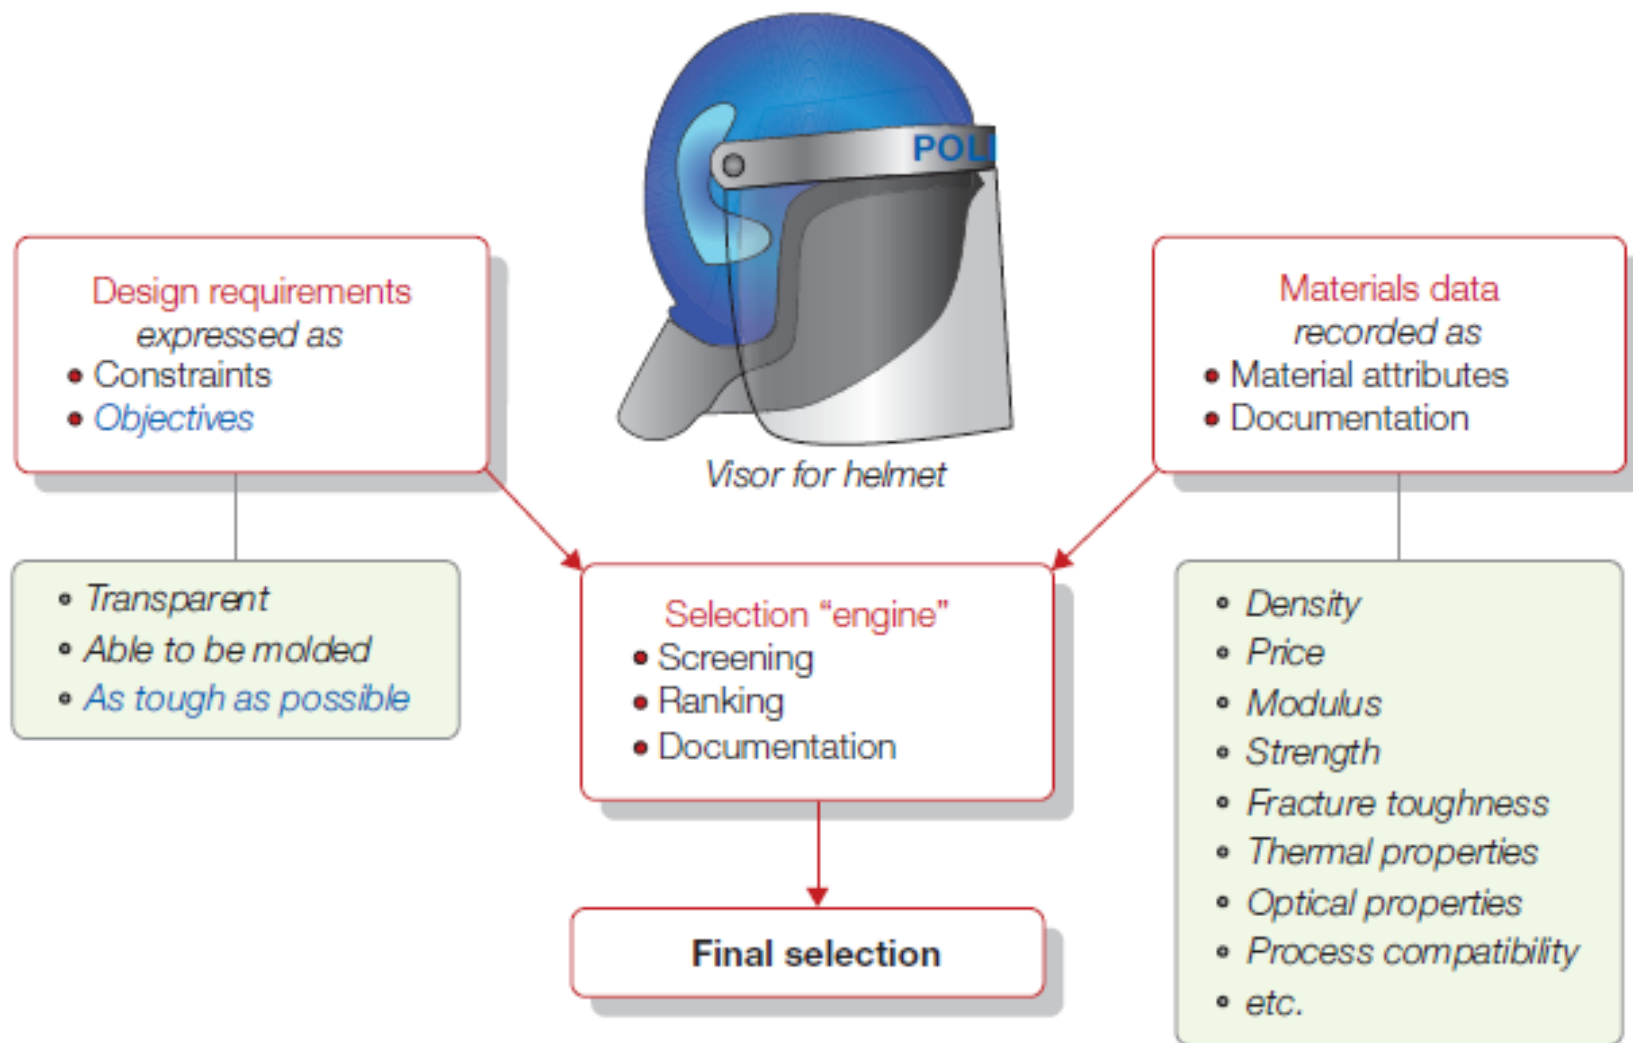 POLI
Visor for helmet
Design requirements
expressed as
• Constraints
• Objectives
Transparent
Able to be molded
As tough as possible
Materials data
recorded as
• Material attributes
• Documentation
Density
Price
Modulus
Strength
Fracture toughness
Thermal properties
Optical properties
Process compatibility
etc.
Selection “engine”
• Screening
• Ranking
• Documentation
Final selection